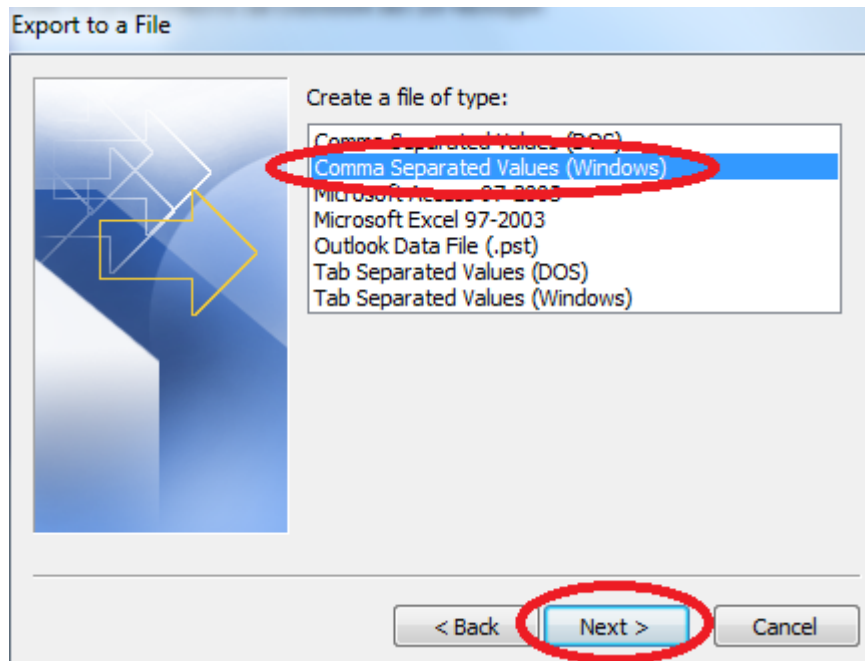 Export to a File
Create a file of type:
Comma Separated Values (DOS)
Comma Separated Values (Windows)
Microsoft Access 97-2003
Microsoft Excel 97-2003
Outlook Data File (.pst)
Tab Separated Values (DOS)
Tab Separated Values (Windows)
< Back
Next >
Cancel